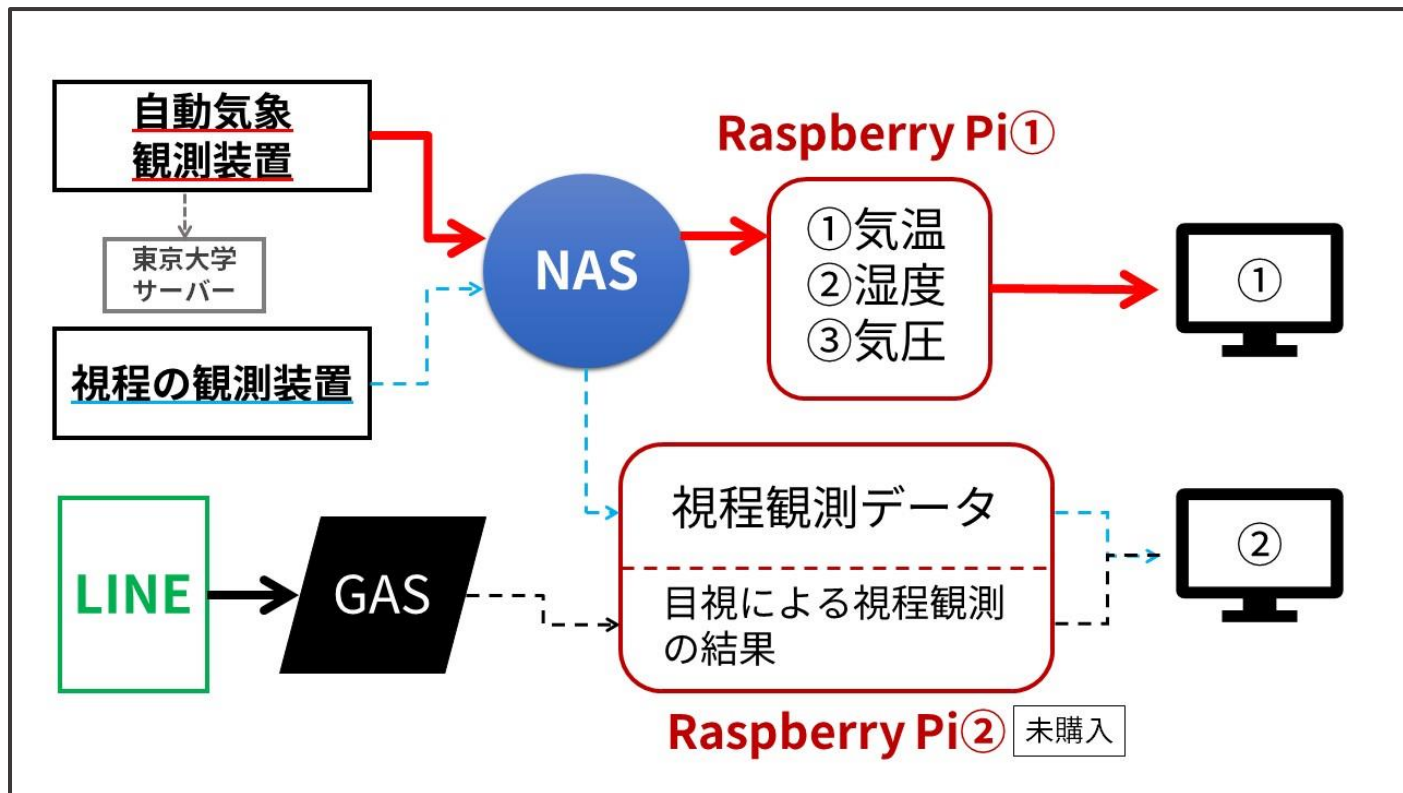 自動気象
観測装置
東京大学
サーバー
視程の観測装置
NAS
Raspberry Pi①
①気温
②湿度
③気圧
①
LINE
GAS
視程観測データ
目視による視程観測
の結果
②
Raspberry Pi②
未購入